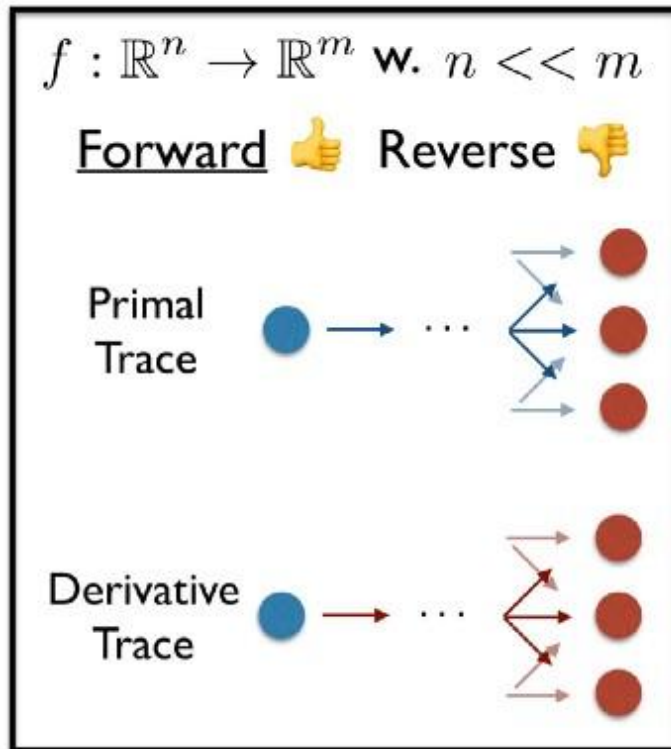 f : ℝⁿ → ℝᵐ w. n << m
Forward 👍 Reverse 👎
Primal
Trace
...
Derivative
Trace
...